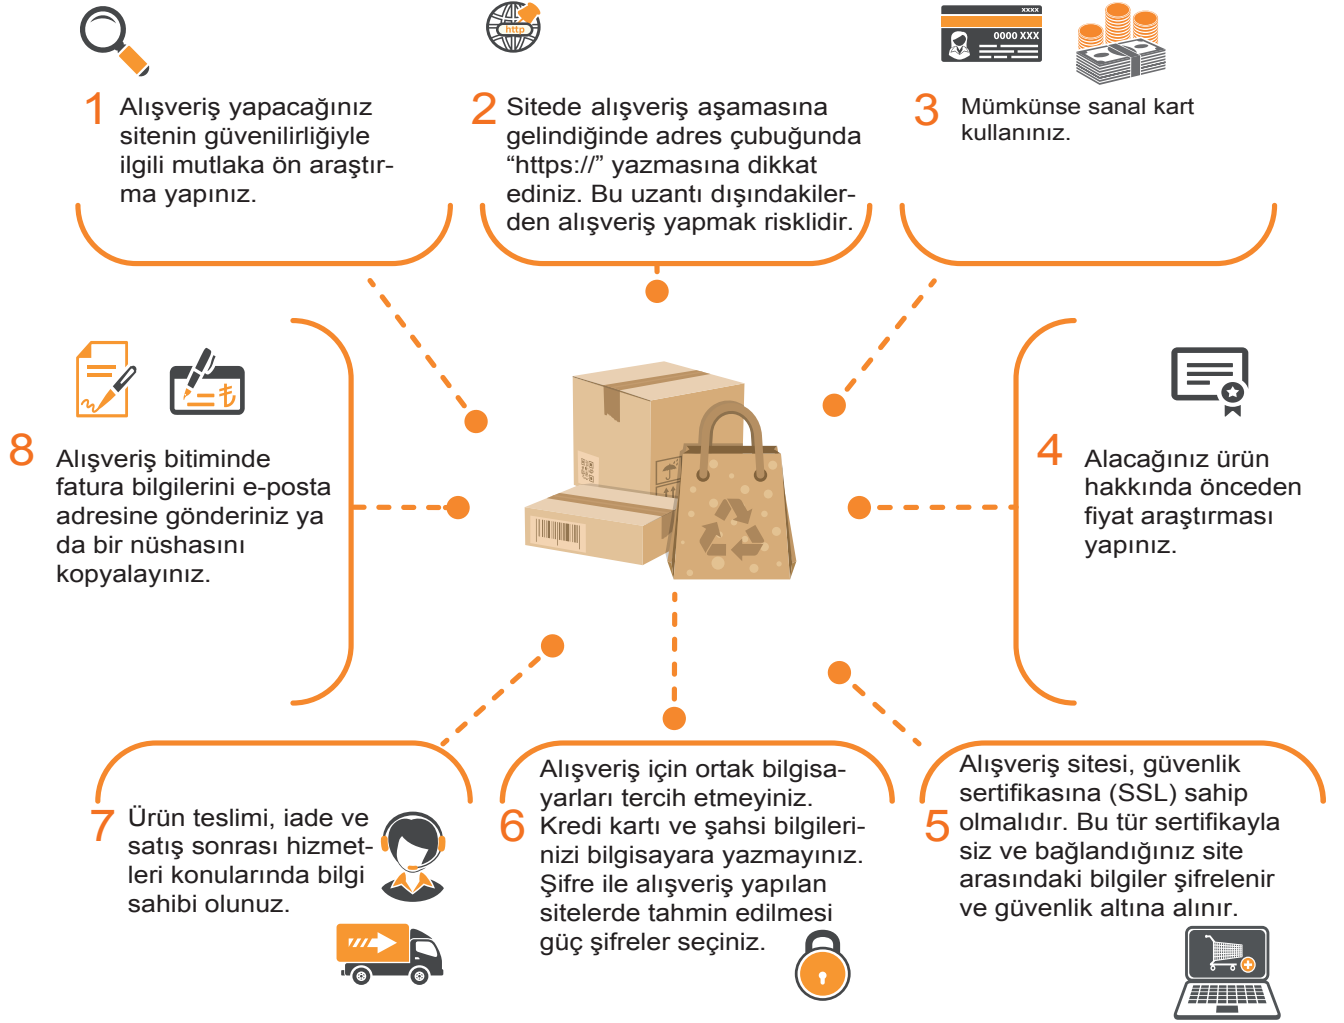 http
XXXX
0000 XXX
1 Alışveriş yapacağınız
sitenin güvenilirliğiyle
ilgili mutlaka ön araştır-
ma yapınız.
2 Sitede alışveriş aşamasına
gelindiğinde adres çubuğunda
“https://” yazmasına dikkat
ediniz. Bu uzantı dışındakiler-
den alışveriş yapmak risklidir.
3 Mümkünse sanal kart
kullanınız.
4 Alacağınız ürün
hakkında önceden
fiyat araştırması
yapınız.
Alışveriş sitesi, güvenlik
sertifikasına (SSL) sahip
5 olmalıdır. Bu tür sertifikayla
siz ve bağlandığınız site
arasındaki bilgiler şifrelenir
ve güvenlik altına alınır.
Alışveriş için ortak bilgisa-
yarları tercih etmeyiniz.
6 Kredi kartı ve şahsi bilgileri-
nizi bilgisayara yazmayınız.
Şifre ile alışveriş yapılan
sitelerde tahmin edilmesi
güç şifreler seçiniz.
7 Ürün teslimi, iade ve
satış sonrası hizmet-
leri konularında bilgi
sahibi olunuz.
8 Alışveriş bitiminde
fatura bilgilerini e-posta
adresine gönderiniz ya
da bir nüshasını
kopyalayınız.
₺